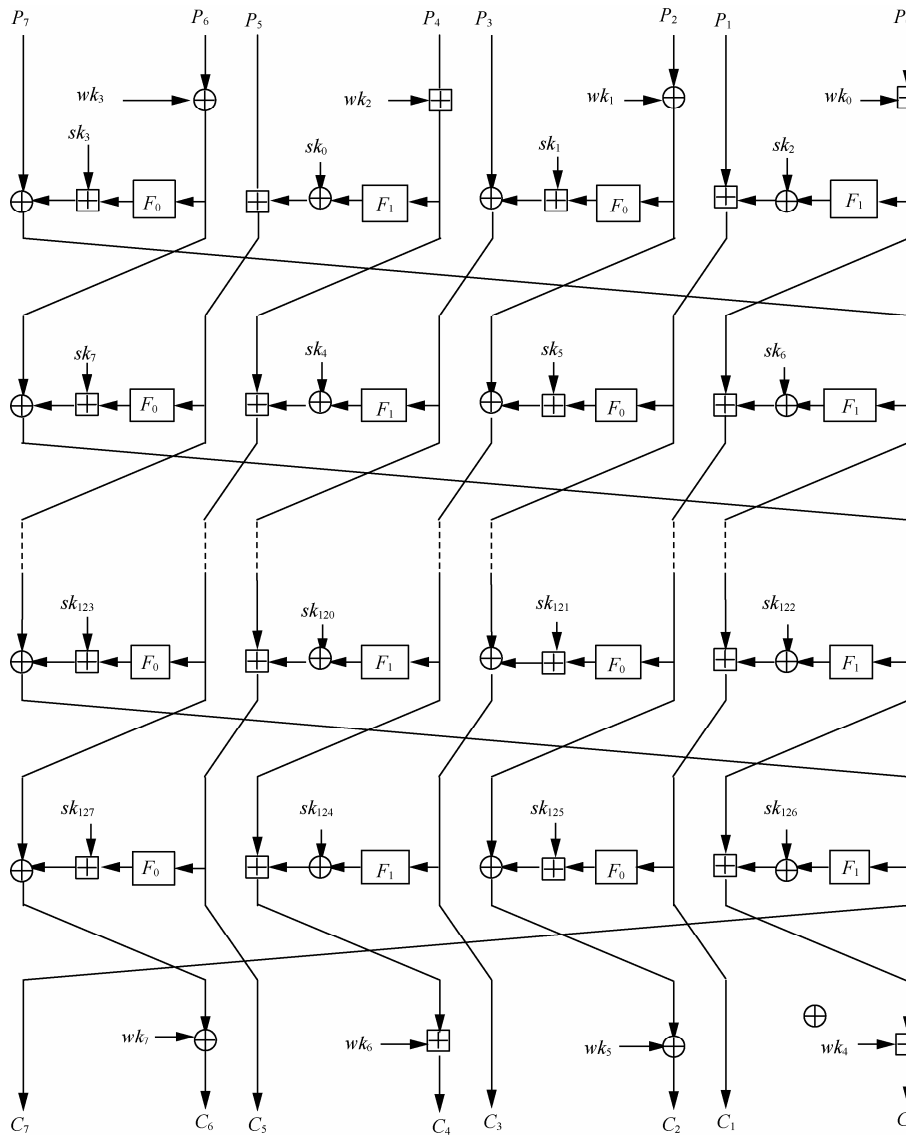 P7 P6 P5 P4 P3 P2 P1 P
wk3 wk2 wk1 wk0
sk3 sk0 sk1 sk2
F0 F1 F0 F1
sk7 sk4 sk5 sk6
F0 F1 F0 F1
sk123 sk120 sk121 sk122
F0 F1 F0 F1
sk127 sk124 sk125 sk126
F0 F1 F0 F1
wk7 wk6 wk5 wk4
C7 C6 C5 C4 C3 C2 C1 C